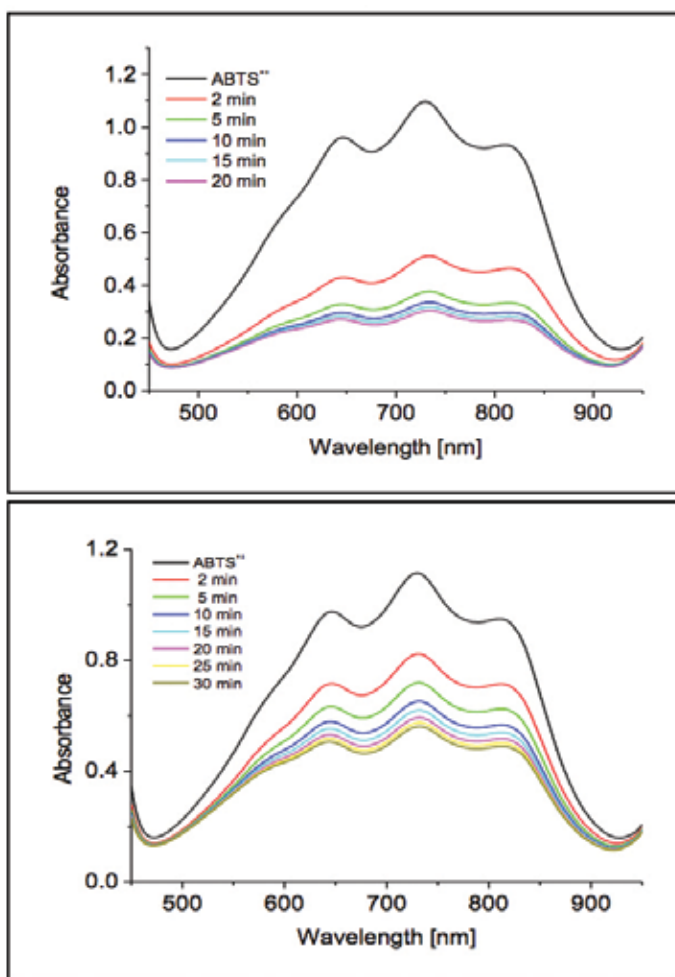 1.2
1.0
0.8
0.6
0.4
0.2
0.0
Absorbance
ABTS•+
2 min
5 min
10 min
15 min
20 min
500 600 700 800 900
Wavelength [nm]
1.2
0.8
0.4
0.0
Absorbance
ABTS•+
2 min
5 min
10 min
15 min
20 min
25 min
30 min
500 600 700 800 900
Wavelength [nm]